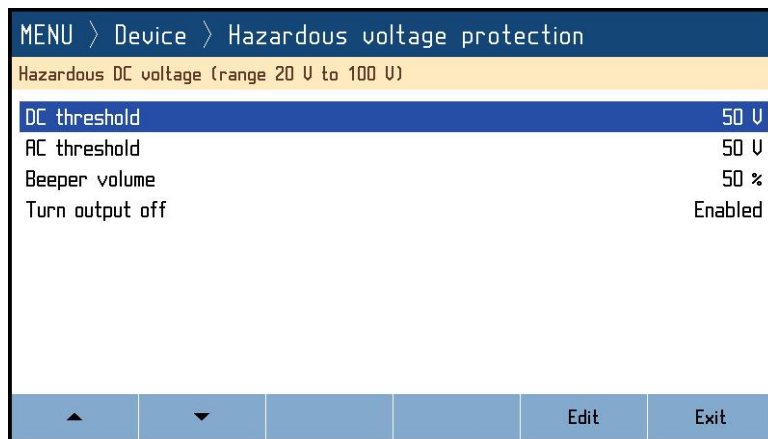 MENU > Device > Hazardous voltage protection
Hazardous DC voltage (range 20 V to 100 V)
DC threshold 50 V
AC threshold 50 V
Beeper volume 50 %
Turn output off Enabled
Edit Exit